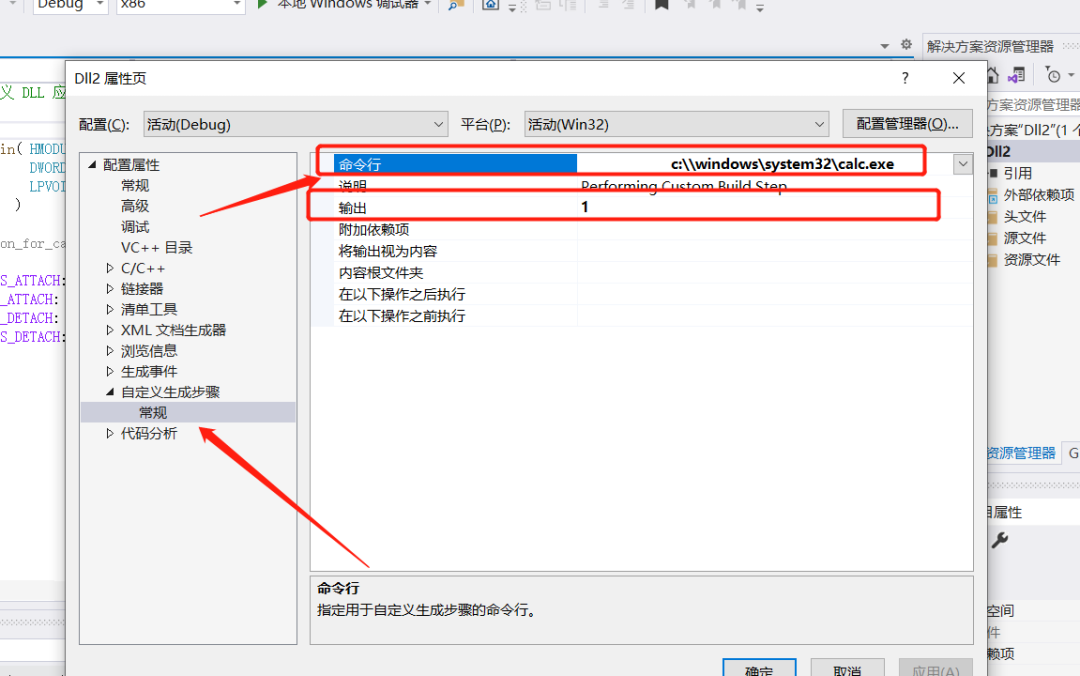 Debug x86 本地 Windows 调试器
解决方案资源管理器
Dll2 属性页
? ×
义 DLL 应
方案资源管理器
配置(C): 活动(Debug) 平台(P): 活动(Win32) 配置管理器(O)...
方案"Dll2"(1
Dll2
in( HMODU
DWORD
LPVOI
)
on_for_ca
S_ATTACH:
_ATTACH:
_DETACH:
S_DETACH:
配置属性
常规
高级
调试
VC++ 目录
C/C++
链接器
清单工具
XML 文档生成器
浏览信息
生成事件
自定义生成步骤
常规
代码分析
命令行 c:\\windows\system32\calc.exe
说明 Performing Custom Build Step
输出 1
附加依赖项
将输出视为内容
内容根文件夹
在以下操作之后执行
在以下操作之前执行
引用
外部依赖项
头文件
源文件
资源文件
资源管理器 G
目属性
命令行
指定用于自定义生成步骤的命令行。
空间
件
赖项
确定 取消 应用(A)